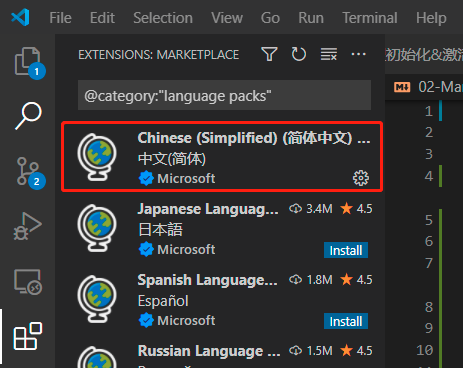 File Edit Selection View Go Run Terminal Help
EXTENSIONS: MARKETPLACE
初始化&激活
@category:"language packs"
02-Mar
1
1
2
3
4
5
6
7
8
9
10
2
Chinese (Simplified) (简体中文) ...
中文(简体)
Microsoft
Japanese Languag... 3.4M 4.5
日本語
Microsoft
Install
Spanish Language... 1.8M 4.5
Español
Microsoft
Install
Russian Language ... 1.5M 4.5